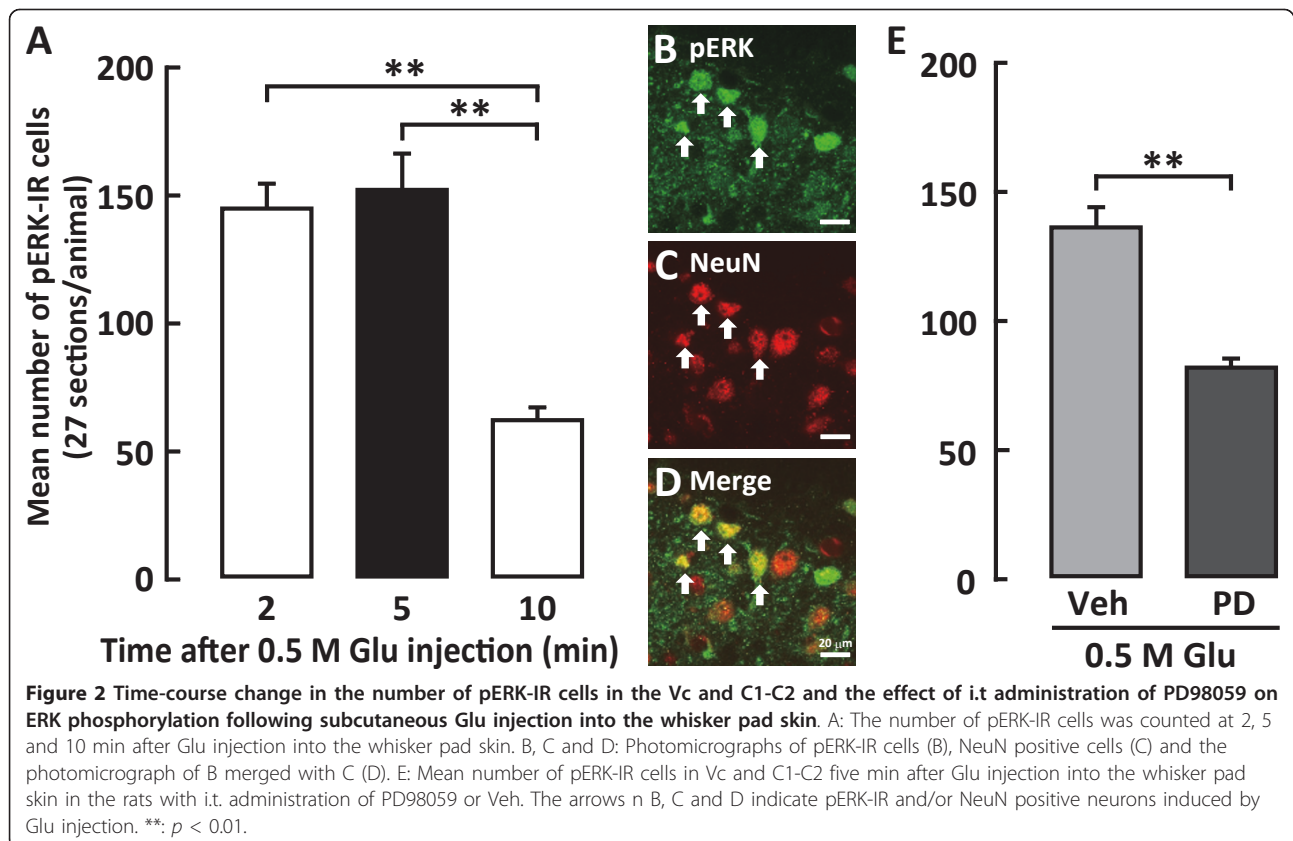 A
Mean number of pERK-IR cells
(27 sections/animal)
200
150
100
50
0
**
**
2 5 10
Time after 0.5 M Glu injection (min)
B pERK
C NeuN
D Merge
20 μm
E
200
150
100
50
0
**
Veh PD
0.5 M Glu
Figure 2 Time-course change in the number of pERK-IR cells in the Vc and C1-C2 and the effect of i.t administration of PD98059 on
ERK phosphorylation following subcutaneous Glu injection into the whisker pad skin. A: The number of pERK-IR cells was counted at 2, 5
and 10 min after Glu injection into the whisker pad skin. B, C and D: Photomicrographs of pERK-IR cells (B), NeuN positive cells (C) and the
photomicrograph of B merged with C (D). E: Mean number of pERK-IR cells in Vc and C1-C2 five min after Glu injection into the whisker pad
skin in the rats with i.t. administration of PD98059 or Veh. The arrows n B, C and D indicate pERK-IR and/or NeuN positive neurons induced by
Glu injection. **: p < 0.01.